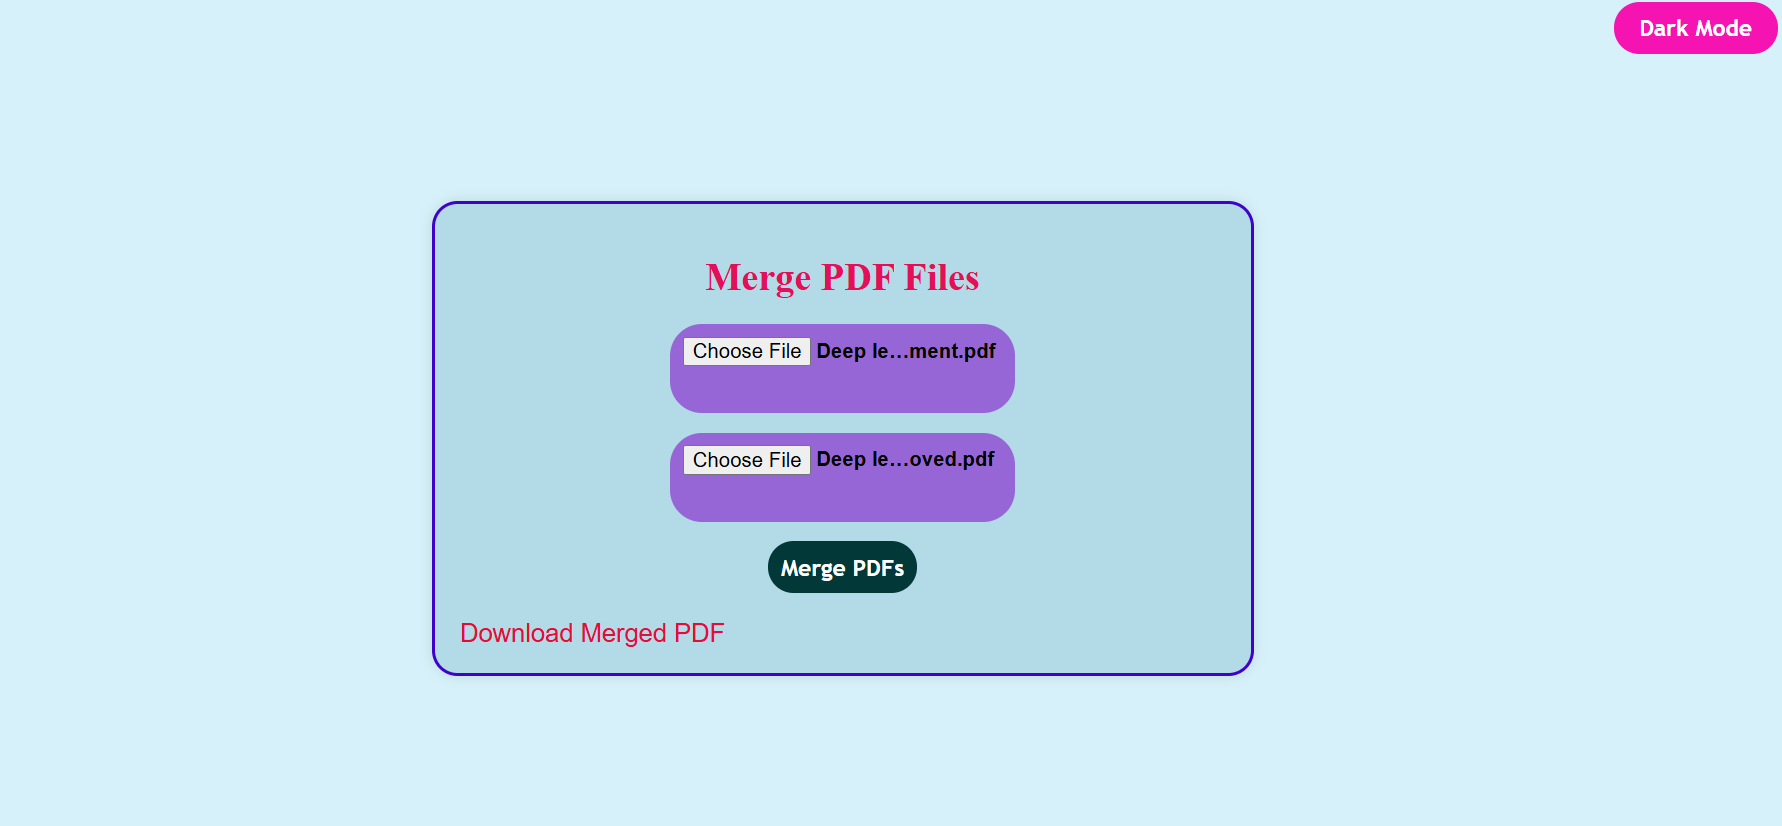 Dark Mode
Merge PDF Files
Choose File Deep le...ment.pdf
Choose File Deep le...oved.pdf
Merge PDFs
Download Merged PDF